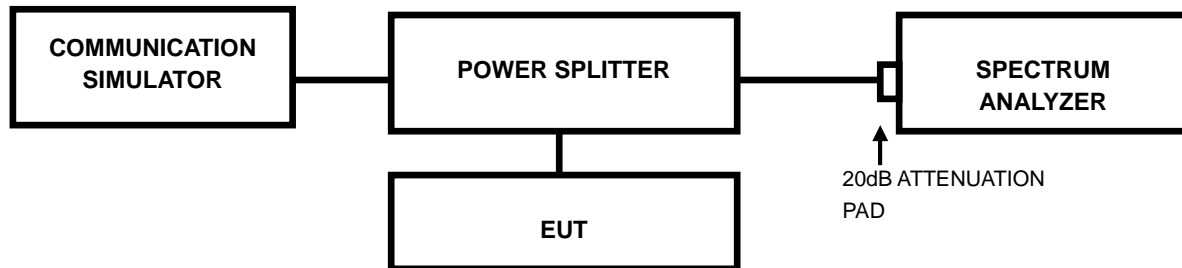 COMMUNICATION
SIMULATOR
POWER SPLITTER
SPECTRUM
ANALYZER
20dB ATTENUATION
PAD
EUT